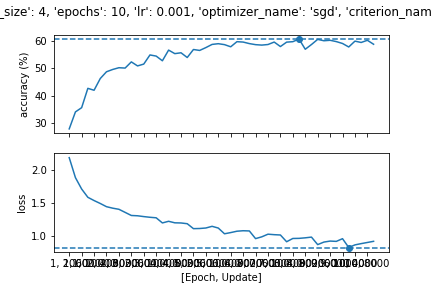 _size': 4, 'epochs': 10, 'lr': 0.001, 'optimizer_name': 'sgd', 'criterion_nam
accuracy (%)
60
50
40
30
loss
2.0
1.5
1.0
[Epoch, Update]